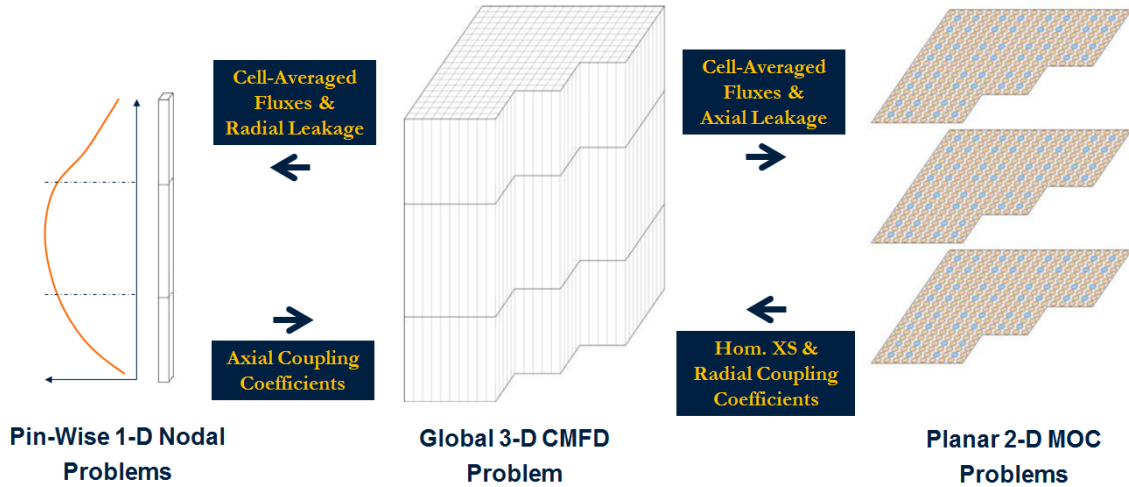 Cell-Averaged
Fluxes &
Radial Leakage
Cell-Averaged
Fluxes &
Axial Leakage
Axial Coupling
Coefficients
Hom. XS &
Radial Coupling
Coefficients
Pin-Wise 1-D Nodal
Problems
Global 3-D CMFD
Problem
Planar 2-D MOC
Problems